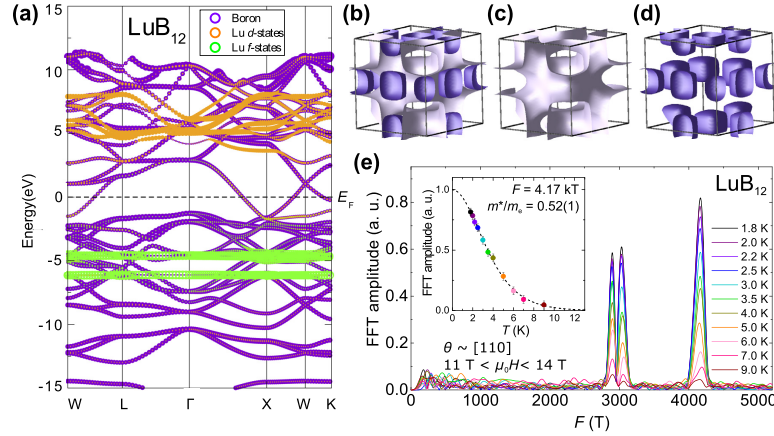 (a)
LuB12
Boron
Lu d-states
Lu f-states
15
10
5
0
-5
-10
-15
Energy(eV)
EF
W L Γ X W K
(b)
(c)
(d)
(e)
LuB12
FFT amplitude (a. u.)
0.8
0.6
0.4
0.2
0.0
0 1000 2000 3000 4000 5000
F (T)
θ ~ [110]
11 T < μ0H< 14 T
F = 4.17 kT
m*/me = 0.52(1)
FFT amplitude (a. u.)
1.0
0.5
0.0
0 2 4 6 8 10 12
T (K)
1.8 K
2.0 K
2.2 K
2.5 K
3.0 K
3.5 K
4.0 K
5.0 K
6.0 K
7.0 K
9.0 K